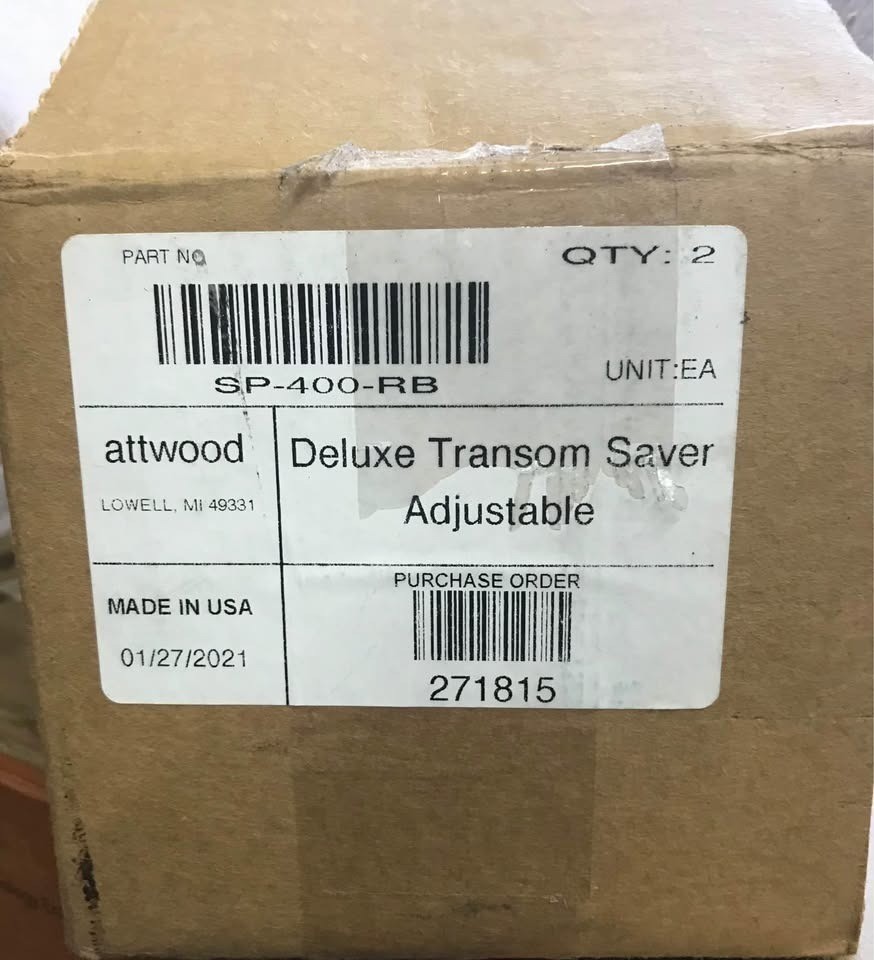 PART NO
QTY: 2
SP-400-RB
UNIT:EA
attwood
LOWELL, MI 49331
Deluxe Transom Saver
Adjustable
MADE IN USA
01/27/2021
PURCHASE ORDER
271815